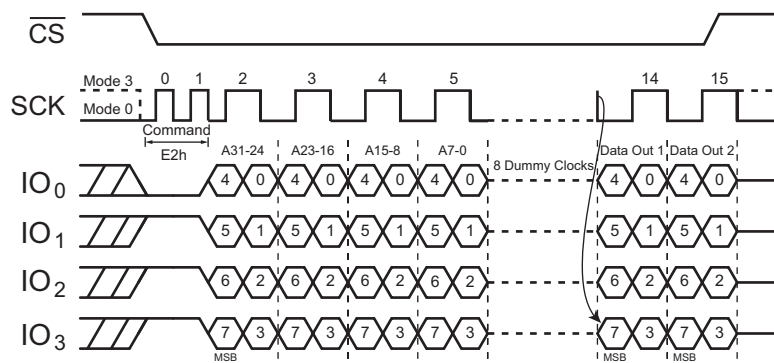 CS
SCK
Mode 3
Mode 0
0 1 2 3 4 5 14 15
Command
E2h
A31-24 A23-16 A15-8 A7-0 8 Dummy Clocks Data Out 1 Data Out 2
IO0 4 0 4 0 4 0 4 0 4 0 4 0
IO1 5 1 5 1 5 1 5 1 5 1 5 1
IO2 6 2 6 2 6 2 6 2 6 2 6 2
IO3 7 3 7 3 7 3 7 3 7 3 7 3
MSB MSB MSB